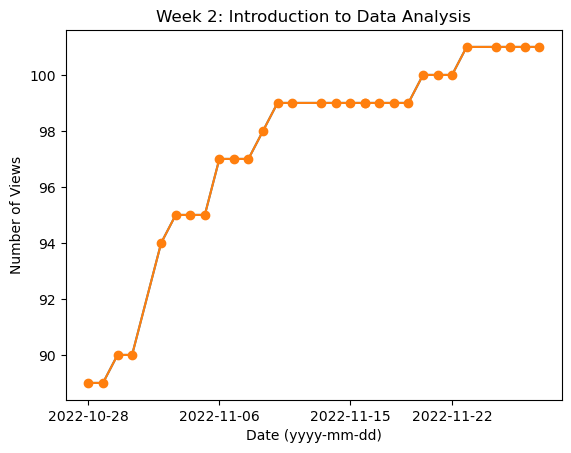 Week 2: Introduction to Data Analysis
Number of Views
100
98
96
94
92
90
2022-10-28 2022-11-06 2022-11-15 2022-11-22
Date (yyyy-mm-dd)